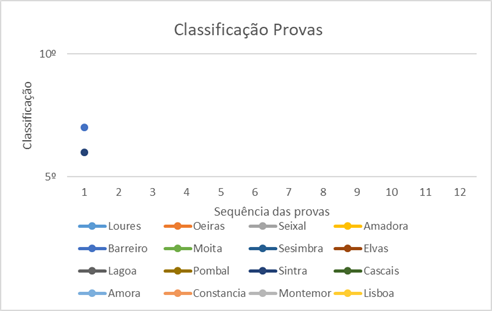 Classificação Provas
10º
Classificação
5º
1 2 3 4 5 6 7 8 9 10 11 12
Sequência das provas
Loures Oeiras Seixal Amadora
Barreiro Moita Sesimbra Elvas
Lagoa Pombal Sintra Cascais
Amora Constancia Montemor Lisboa